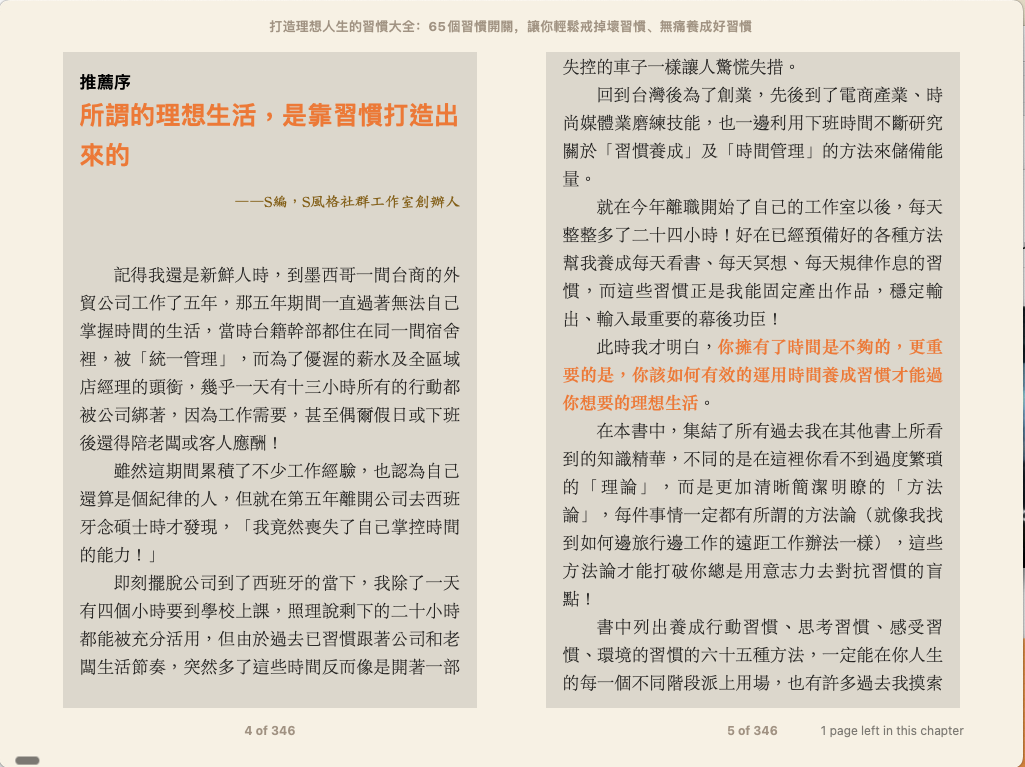 打造理想人生的習慣大全：65個習慣開關，讓你輕鬆戒掉壞習慣、無痛養成好習慣
推薦序
所謂的理想生活，是靠習慣打造出
來的
——S編，S風格社群工作室創辦人
記得我還是新鮮人時，到墨西哥一間台商的外
貿公司工作了五年，那五年期間一直過著無法自己
掌握時間的生活，當時台籍幹部都住在同一間宿舍
裡，被「統一管理」，而為了優渥的薪水及全區域
店經理的頭銜，幾乎一天有十三小時所有的行動都
被公司綁著，因為工作需要，甚至偶爾假日或下班
後還得陪老闆或客人應酬！
雖然這期間累積了不少工作經驗，也認為自己
還算是個紀律的人，但就在第五年離開公司去西班
牙念碩士時才發現，「我竟然喪失了自己掌控時間
的能力！」
即刻擺脫公司到了西班牙的當下，我除了一天
有四個小時要到學校上課，照理說剩下的二十小時
都能被充分活用，但由於過去已習慣跟著公司和老
闆生活節奏，突然多了這些時間反而像是開著一部
4 of 346
失控的車子一樣讓人驚慌失措。
回到台灣後為了創業，先後到了電商產業、時
尚媒體業磨練技能，也一邊利用下班時間不斷研究
關於「習慣養成」及「時間管理」的方法來儲備能
量。
就在今年離職開始了自己的工作室以後，每天
整整多了二十四小時！好在已經預備好的各種方法
幫我養成每天看書、每天冥想、每天規律作息的習
慣，而這些習慣正是我能固定產出作品，穩定輸
出、輸入最重要的幕後功臣！
此時我才明白，你擁有了時間是不夠的，更重
要的是，你該如何有效的運用時間養成習慣才能過
你想要的理想生活。
在本書中，集結了所有過去我在其他書上所看
到的知識精華，不同的是在這裡你看不到過度繁瑣
的「理論」，而是更加清晰簡潔明瞭的「方法
論」，每件事情一定都有所謂的方法論（就像我找
到如何邊旅行邊工作的遠距工作辦法一樣），這些
方法論才能打破你總是用意志力去對抗習慣的盲
點！
書中列出養成行動習慣、思考習慣、感受習
慣、環境的習慣的六十五種方法，一定能在你人生
的每一個不同階段派上用場，也有許多過去我摸索
5 of 346
1 page left in this chapter